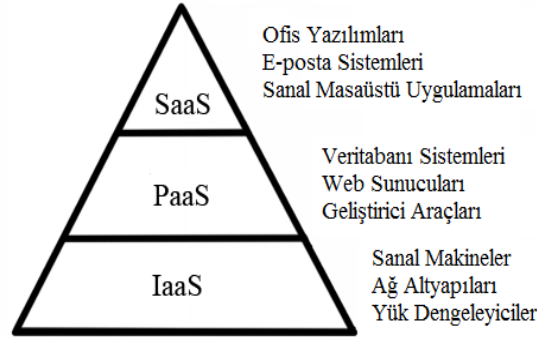 Ofis Yazılımları
E-posta Sistemleri
Sanal Masaüstü Uygulamaları
SaaS
Veritabanı Sistemleri
Web Sunucuları
Geliştirici Araçları
PaaS
Sanal Makineler
Ağ Altyapıları
Yük Dengeleyiciler
IaaS